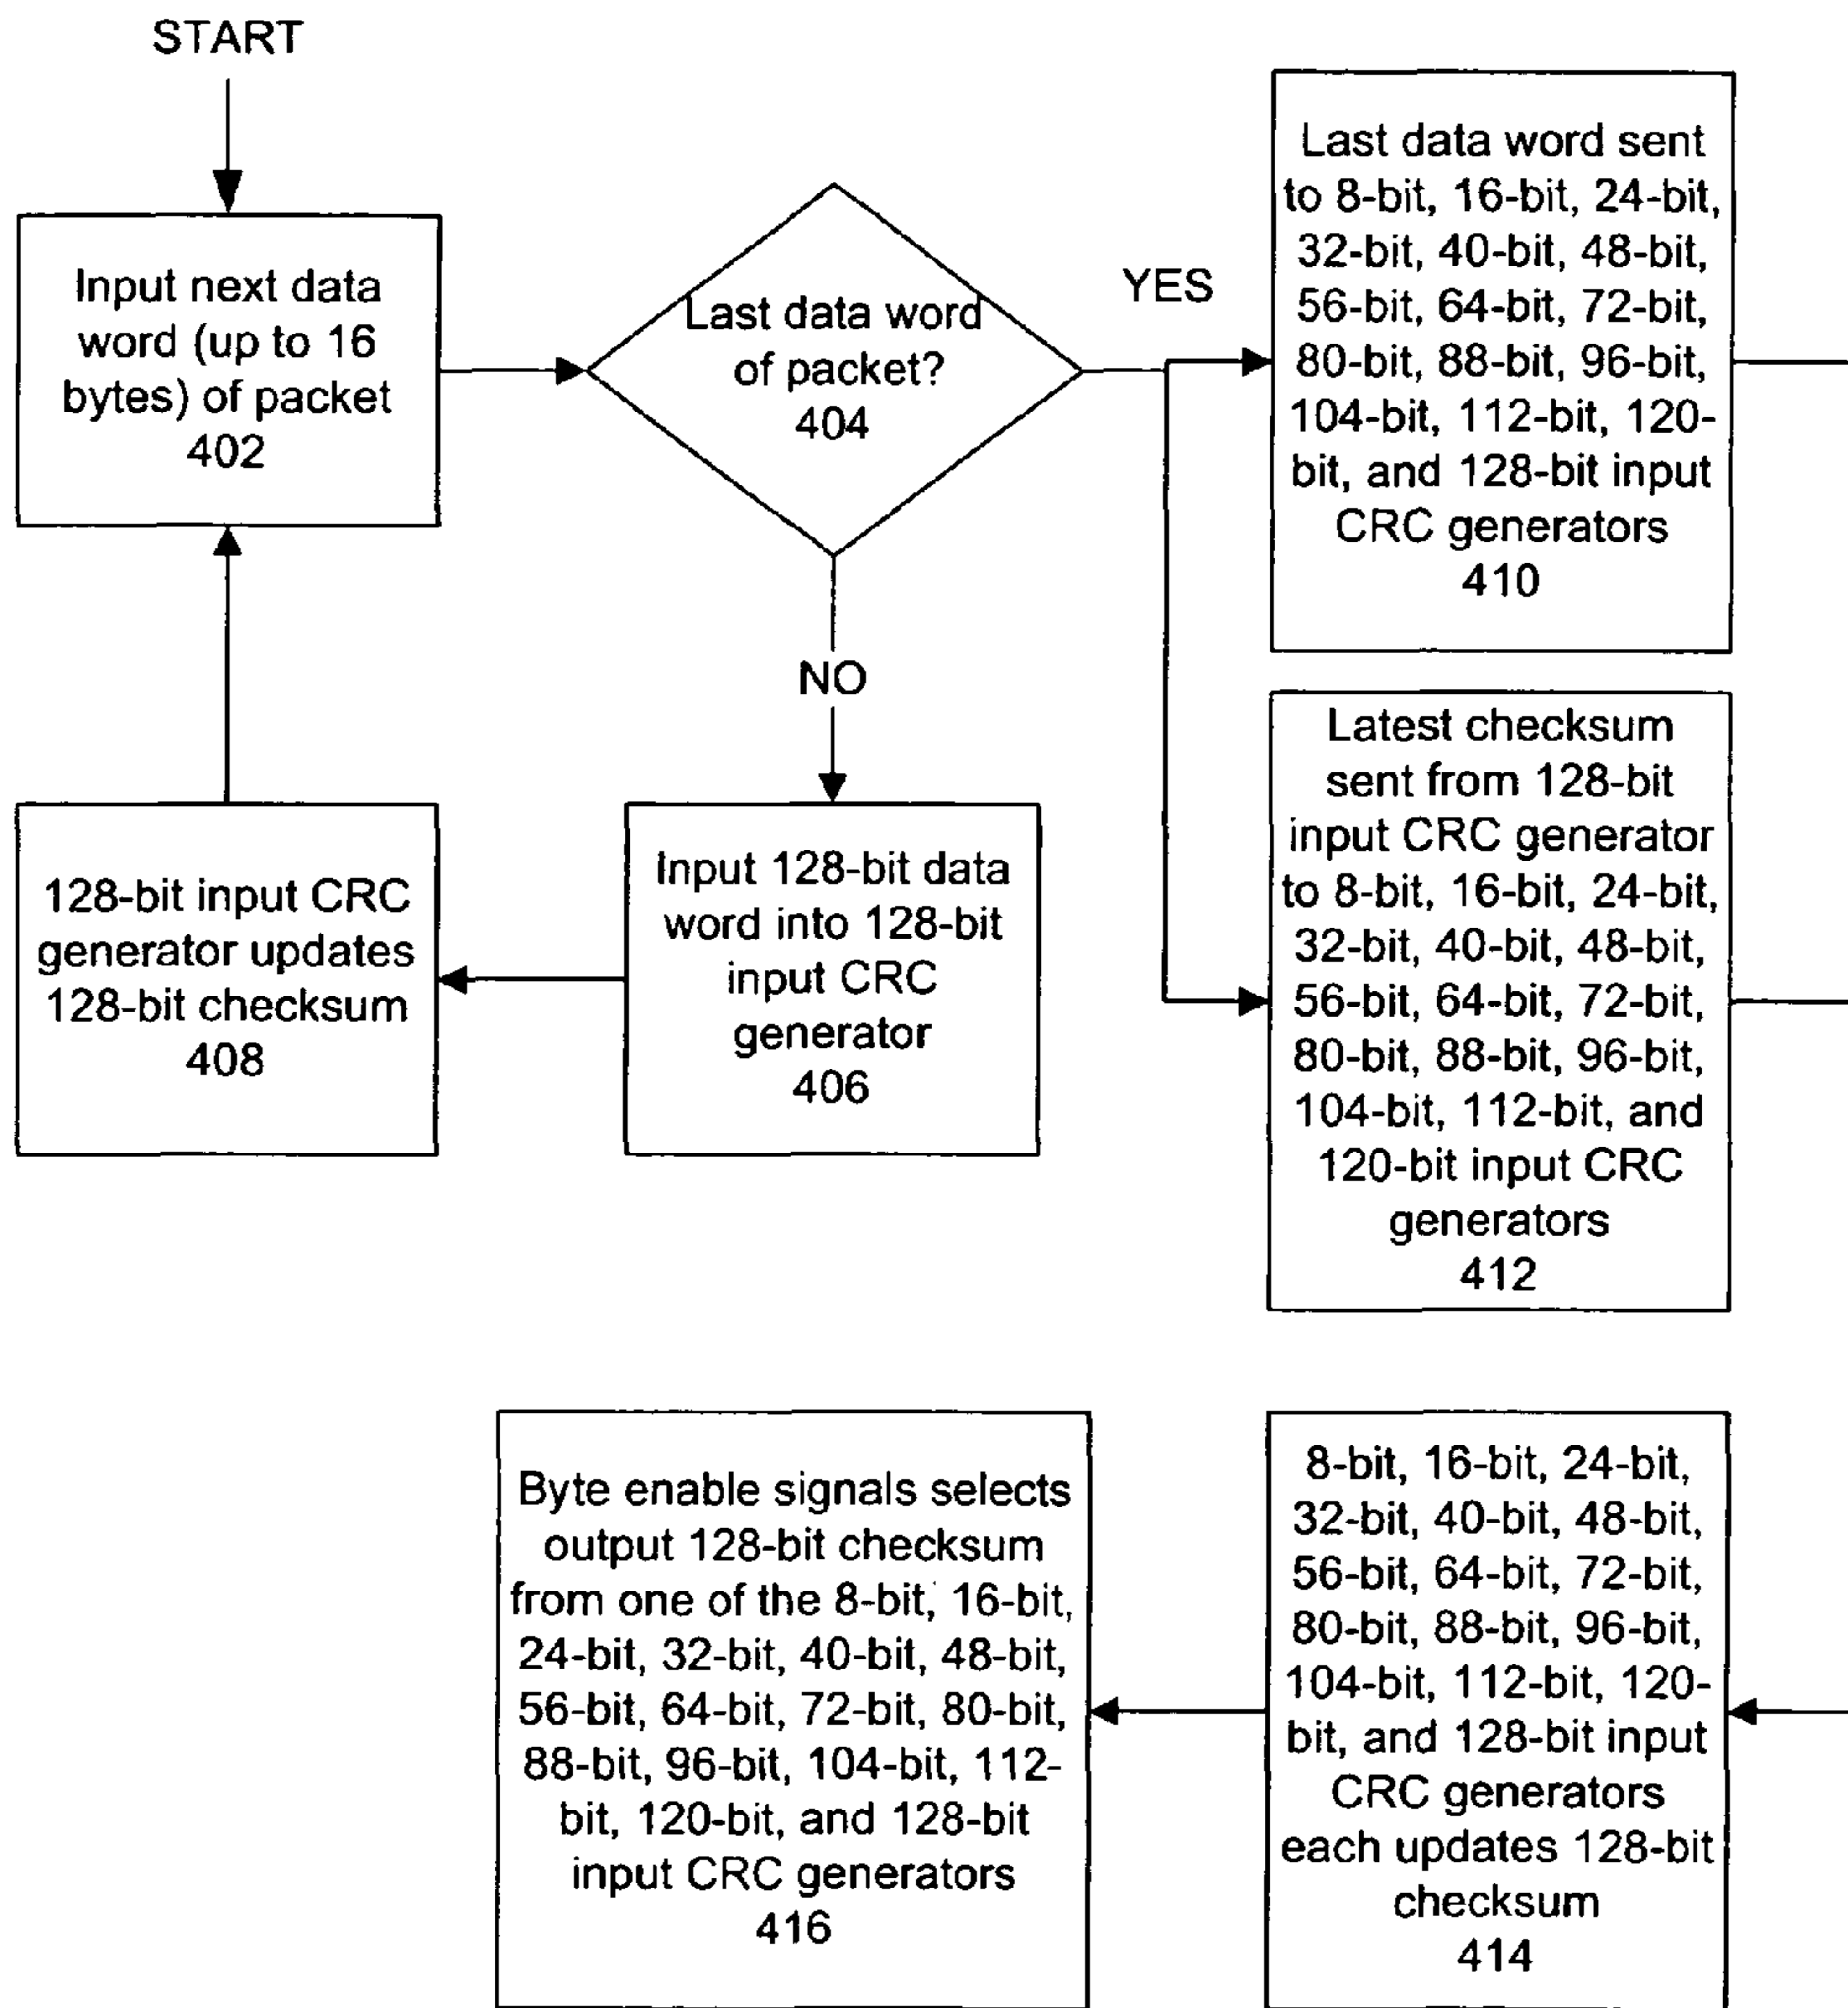 START
Input next data
word (up to 16
bytes) of packet
402
Last data word
of packet?
404
YES
NO
Last data word sent
to 8-bit, 16-bit, 24-bit,
32-bit, 40-bit, 48-bit,
56-bit, 64-bit, 72-bit,
80-bit, 88-bit, 96-bit,
104-bit, 112-bit, 120-
bit, and 128-bit input
CRC generators
410
128-bit input CRC
generator updates
128-bit checksum
408
Input 128-bit data
word into 128-bit
input CRC
generator
406
Latest checksum
sent from 128-bit
input CRC generator
to 8-bit, 16-bit, 24-bit,
32-bit, 40-bit, 48-bit,
56-bit, 64-bit, 72-bit,
80-bit, 88-bit, 96-bit,
104-bit, 112-bit, and
120-bit input CRC
generators
412
Byte enable signals selects
output 128-bit checksum
from one of the 8-bit, 16-bit,
24-bit, 32-bit, 40-bit, 48-bit,
56-bit, 64-bit, 72-bit, 80-bit,
88-bit, 96-bit, 104-bit, 112-
bit, 120-bit, and 128-bit
input CRC generators
416
8-bit, 16-bit, 24-bit,
32-bit, 40-bit, 48-bit,
56-bit, 64-bit, 72-bit,
80-bit, 88-bit, 96-bit,
104-bit, 112-bit, 120-
bit, and 128-bit input
CRC generators
each updates 128-bit
checksum
414